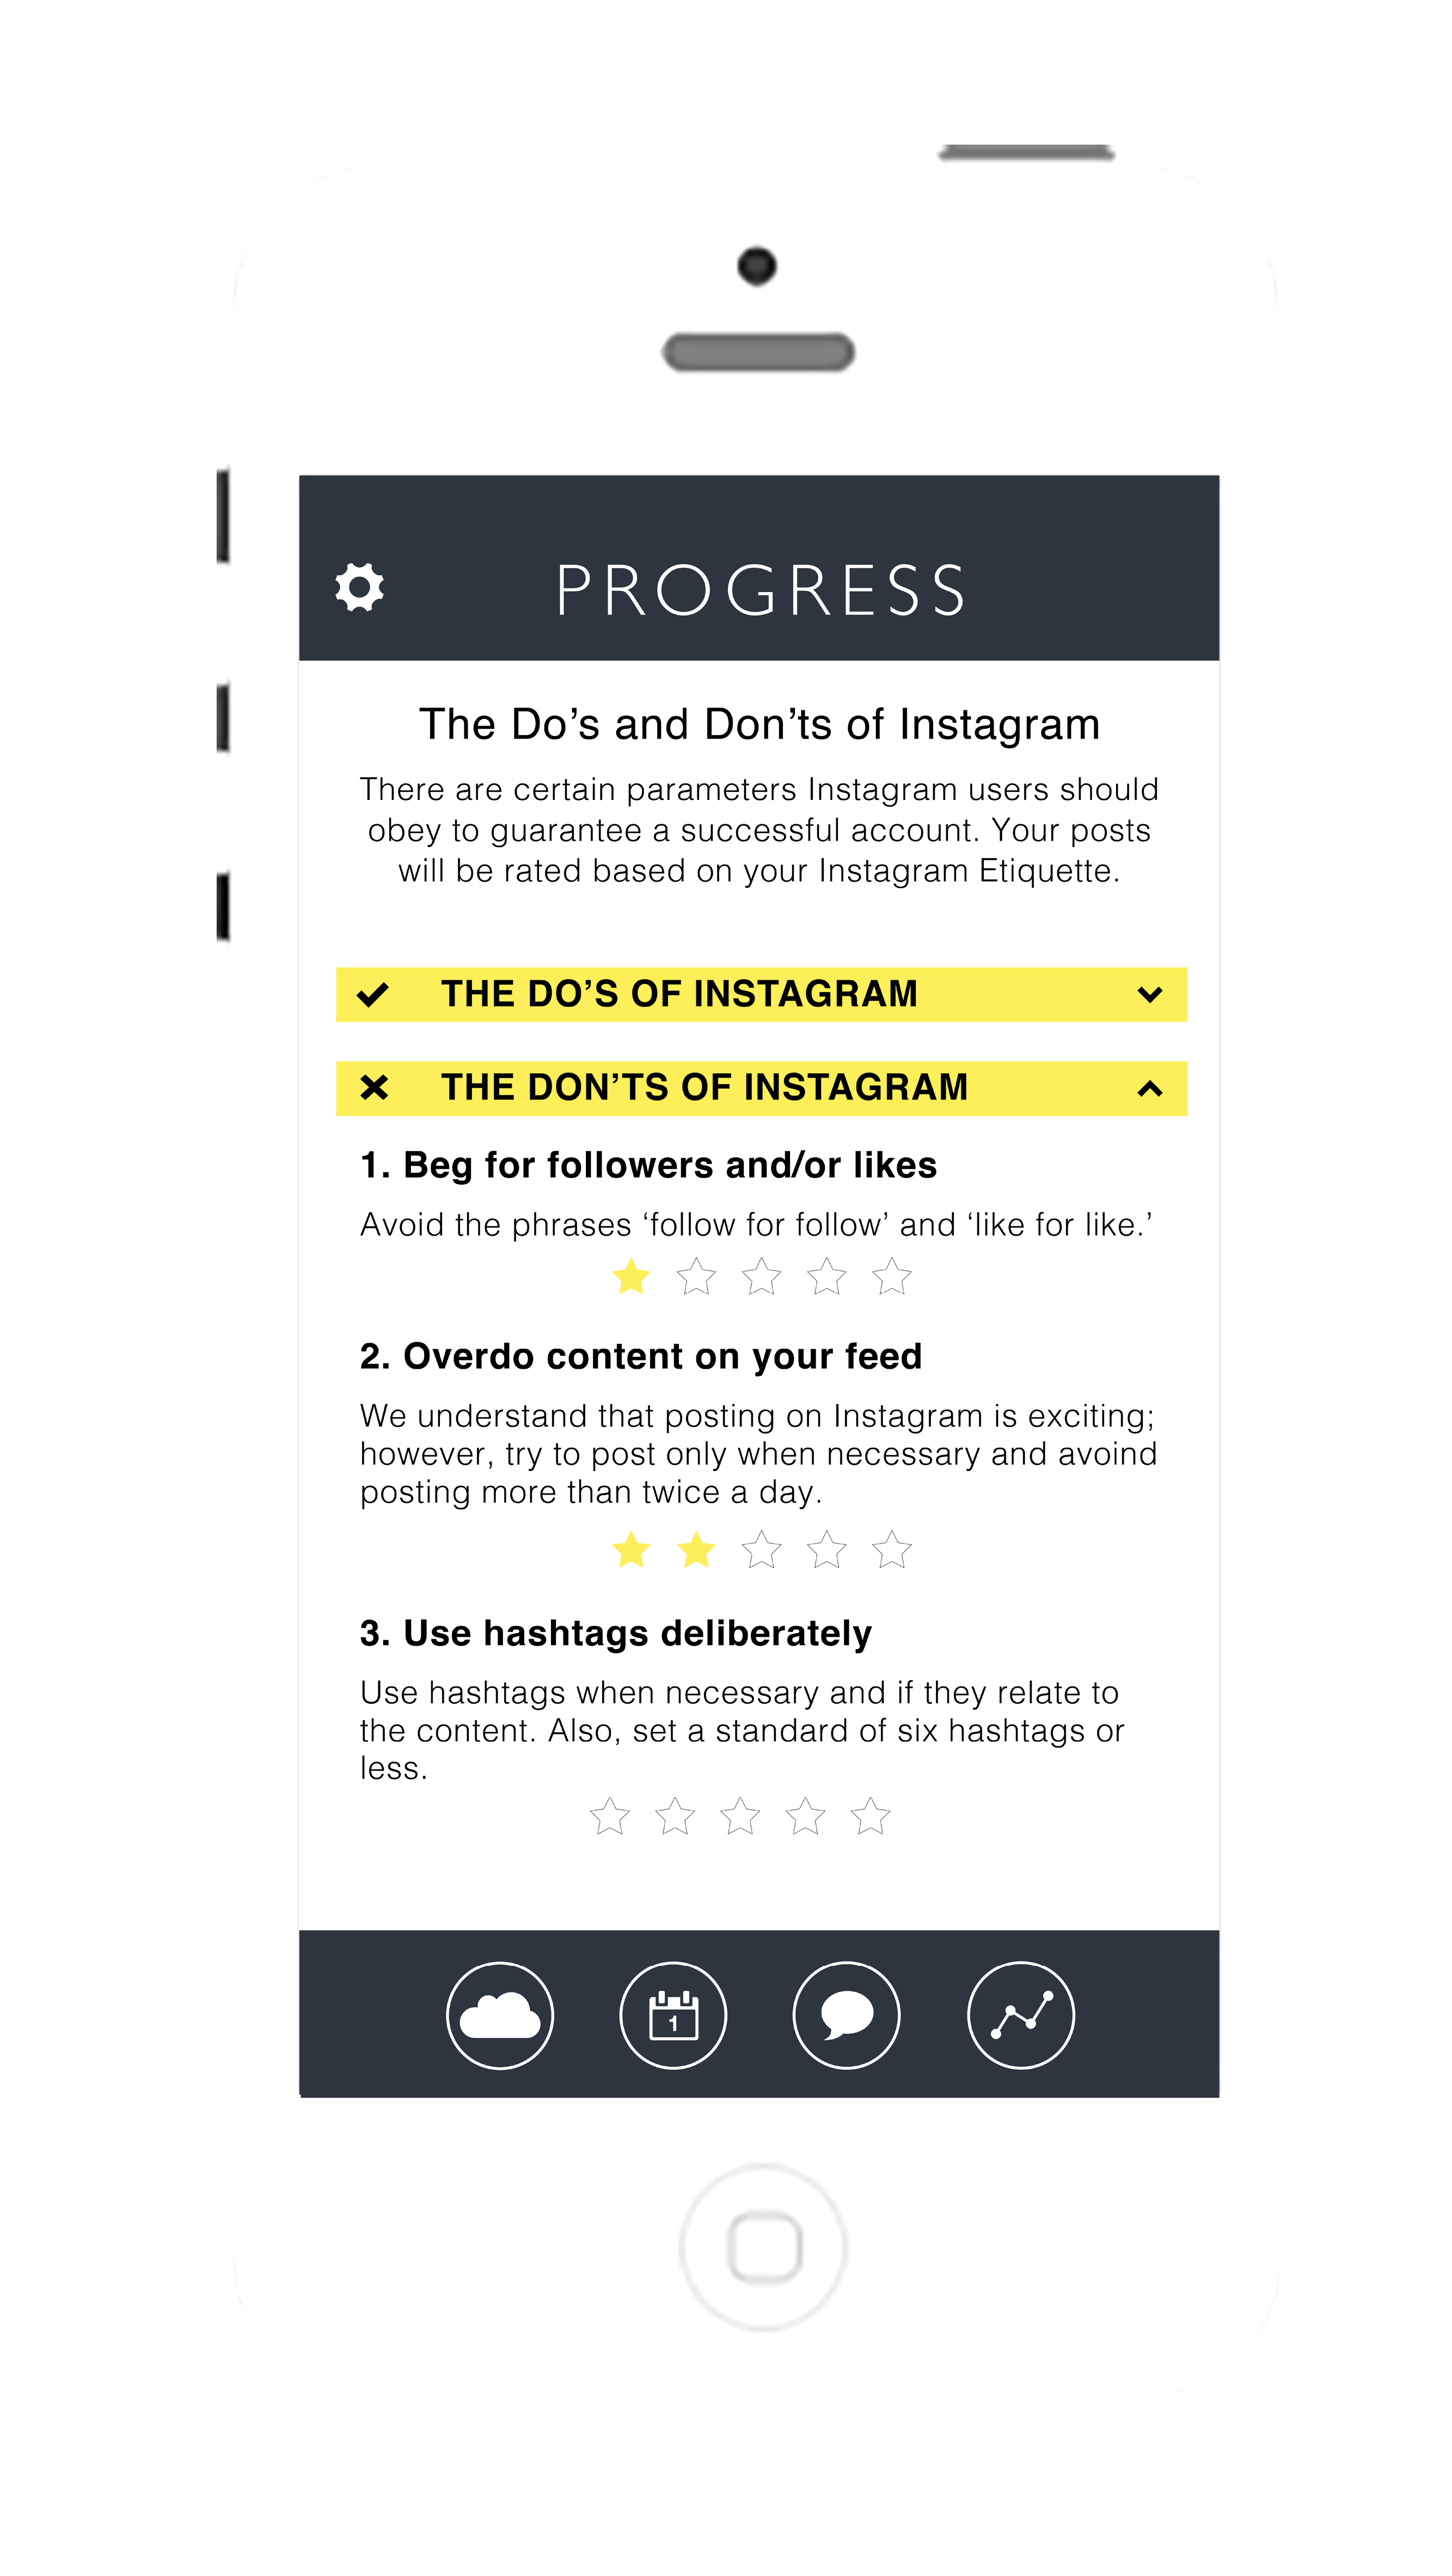 PROGRESS
The Do’s and Don’ts of Instagram
There are certain parameters Instagram users should
obey to guarantee a successful account. Your posts
will be rated based on your Instagram Etiquette.
THE DO’S OF INSTAGRAM
THE DON’TS OF INSTAGRAM
1. Beg for followers and/or likes
Avoid the phrases ‘follow for follow’ and ‘like for like.’
2. Overdo content on your feed
We understand that posting on Instagram is exciting;
however, try to post only when necessary and avoind
posting more than twice a day.
3. Use hashtags deliberately
Use hashtags when necessary and if they relate to
the content. Also, set a standard of six hashtags or
less.
1